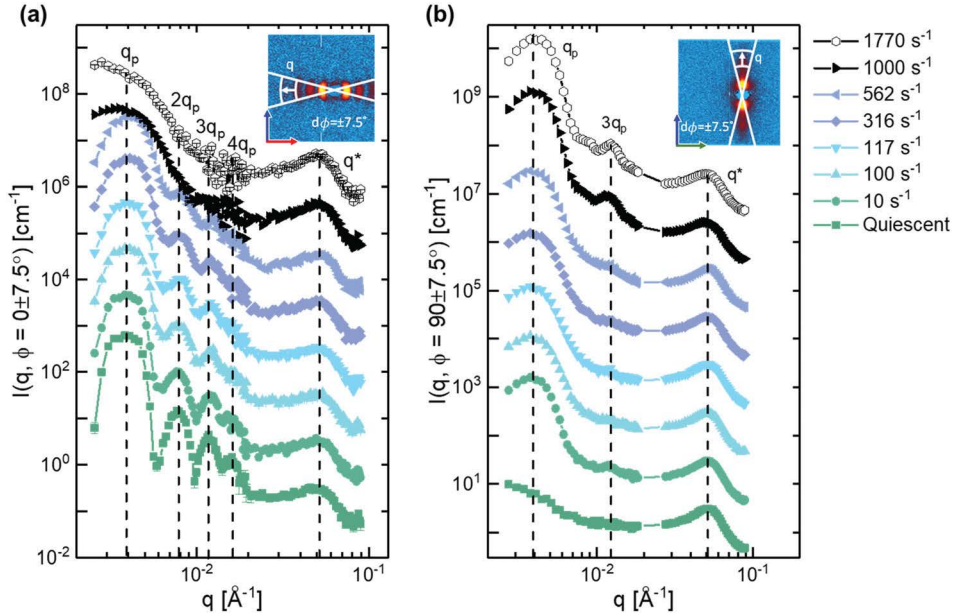 (a)
10⁸
10⁶
10⁴
10²
10⁰
10⁻²
I(q, ϕ = 0±7.5°) [cm⁻¹]
qₚ
2qₚ
3qₚ
4qₚ
q*
q
dϕ=±7.5°
10⁻²
10⁻¹
q [Å⁻¹]
(b)
10⁹
10⁷
10⁵
10³
10¹
I(q, ϕ = 90±7.5°) [cm⁻¹]
qₚ
3qₚ
q*
q
dϕ=±7.5°
10⁻²
10⁻¹
q [Å⁻¹]
1770 s⁻¹
1000 s⁻¹
562 s⁻¹
316 s⁻¹
117 s⁻¹
100 s⁻¹
10 s⁻¹
Quiescent